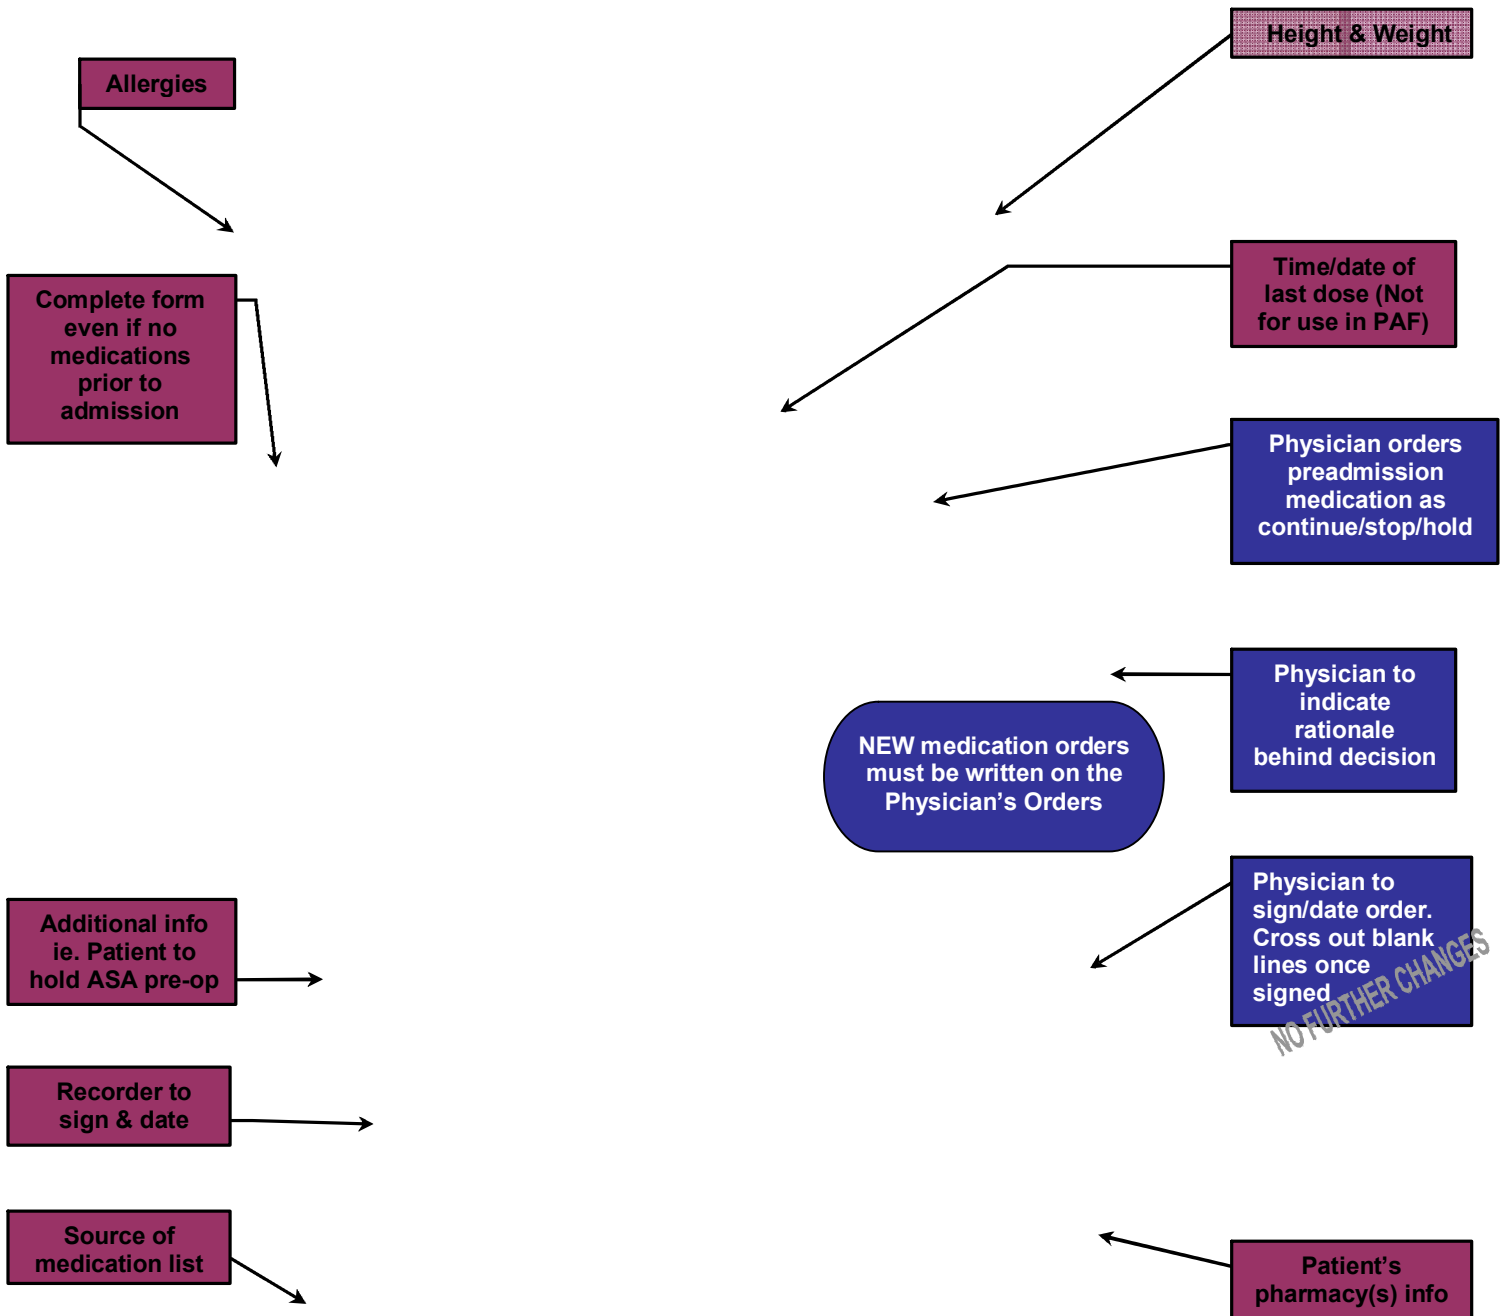 Height & Weight
Allergies
Time/date of
last dose (Not
for use in PAF)
Complete form
even if no
medications
prior to
admission
Physician orders
preadmission
medication as
continue/stop/hold
Physician to
indicate
rationale
behind decision
NEW medication orders
must be written on the
Physician’s Orders
Physician to
sign/date order.
Cross out blank
lines once
signed
NO FURTHER CHANGES
Additional info
ie. Patient to
hold ASA pre-op
Recorder to
sign & date
Source of
medication list
Patient’s
pharmacy(s) info